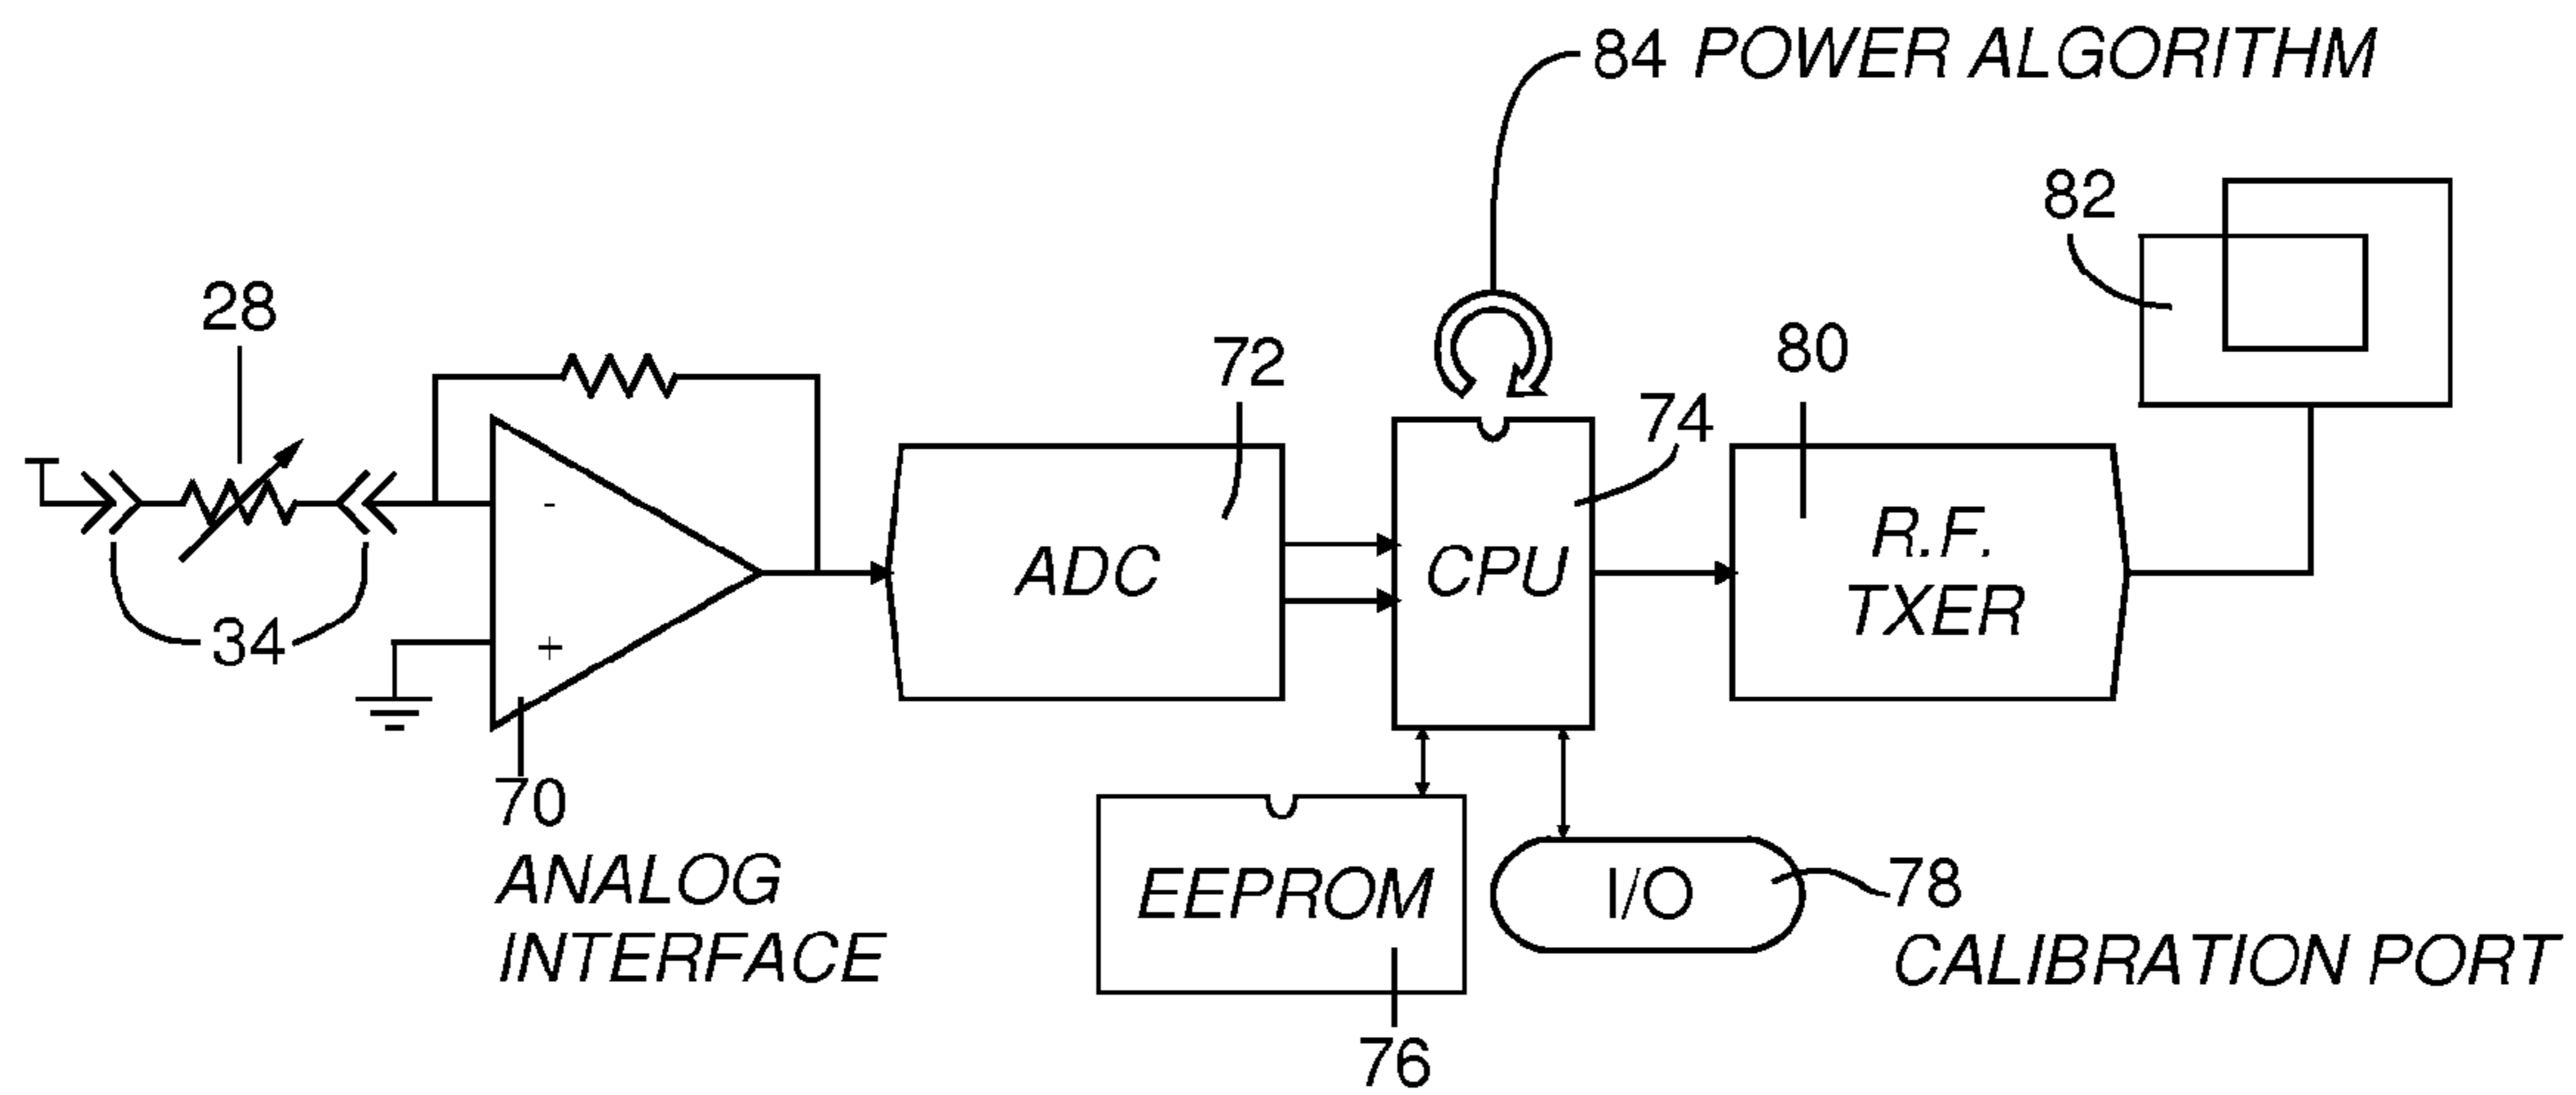 84 POWER ALGORITHM
82
28
72
80
74
-
R.F.
ADC
CPU
TXER
34
+
70
ANALOG
INTERFACE
EEPROM
I/O
78
CALIBRATION PORT
76